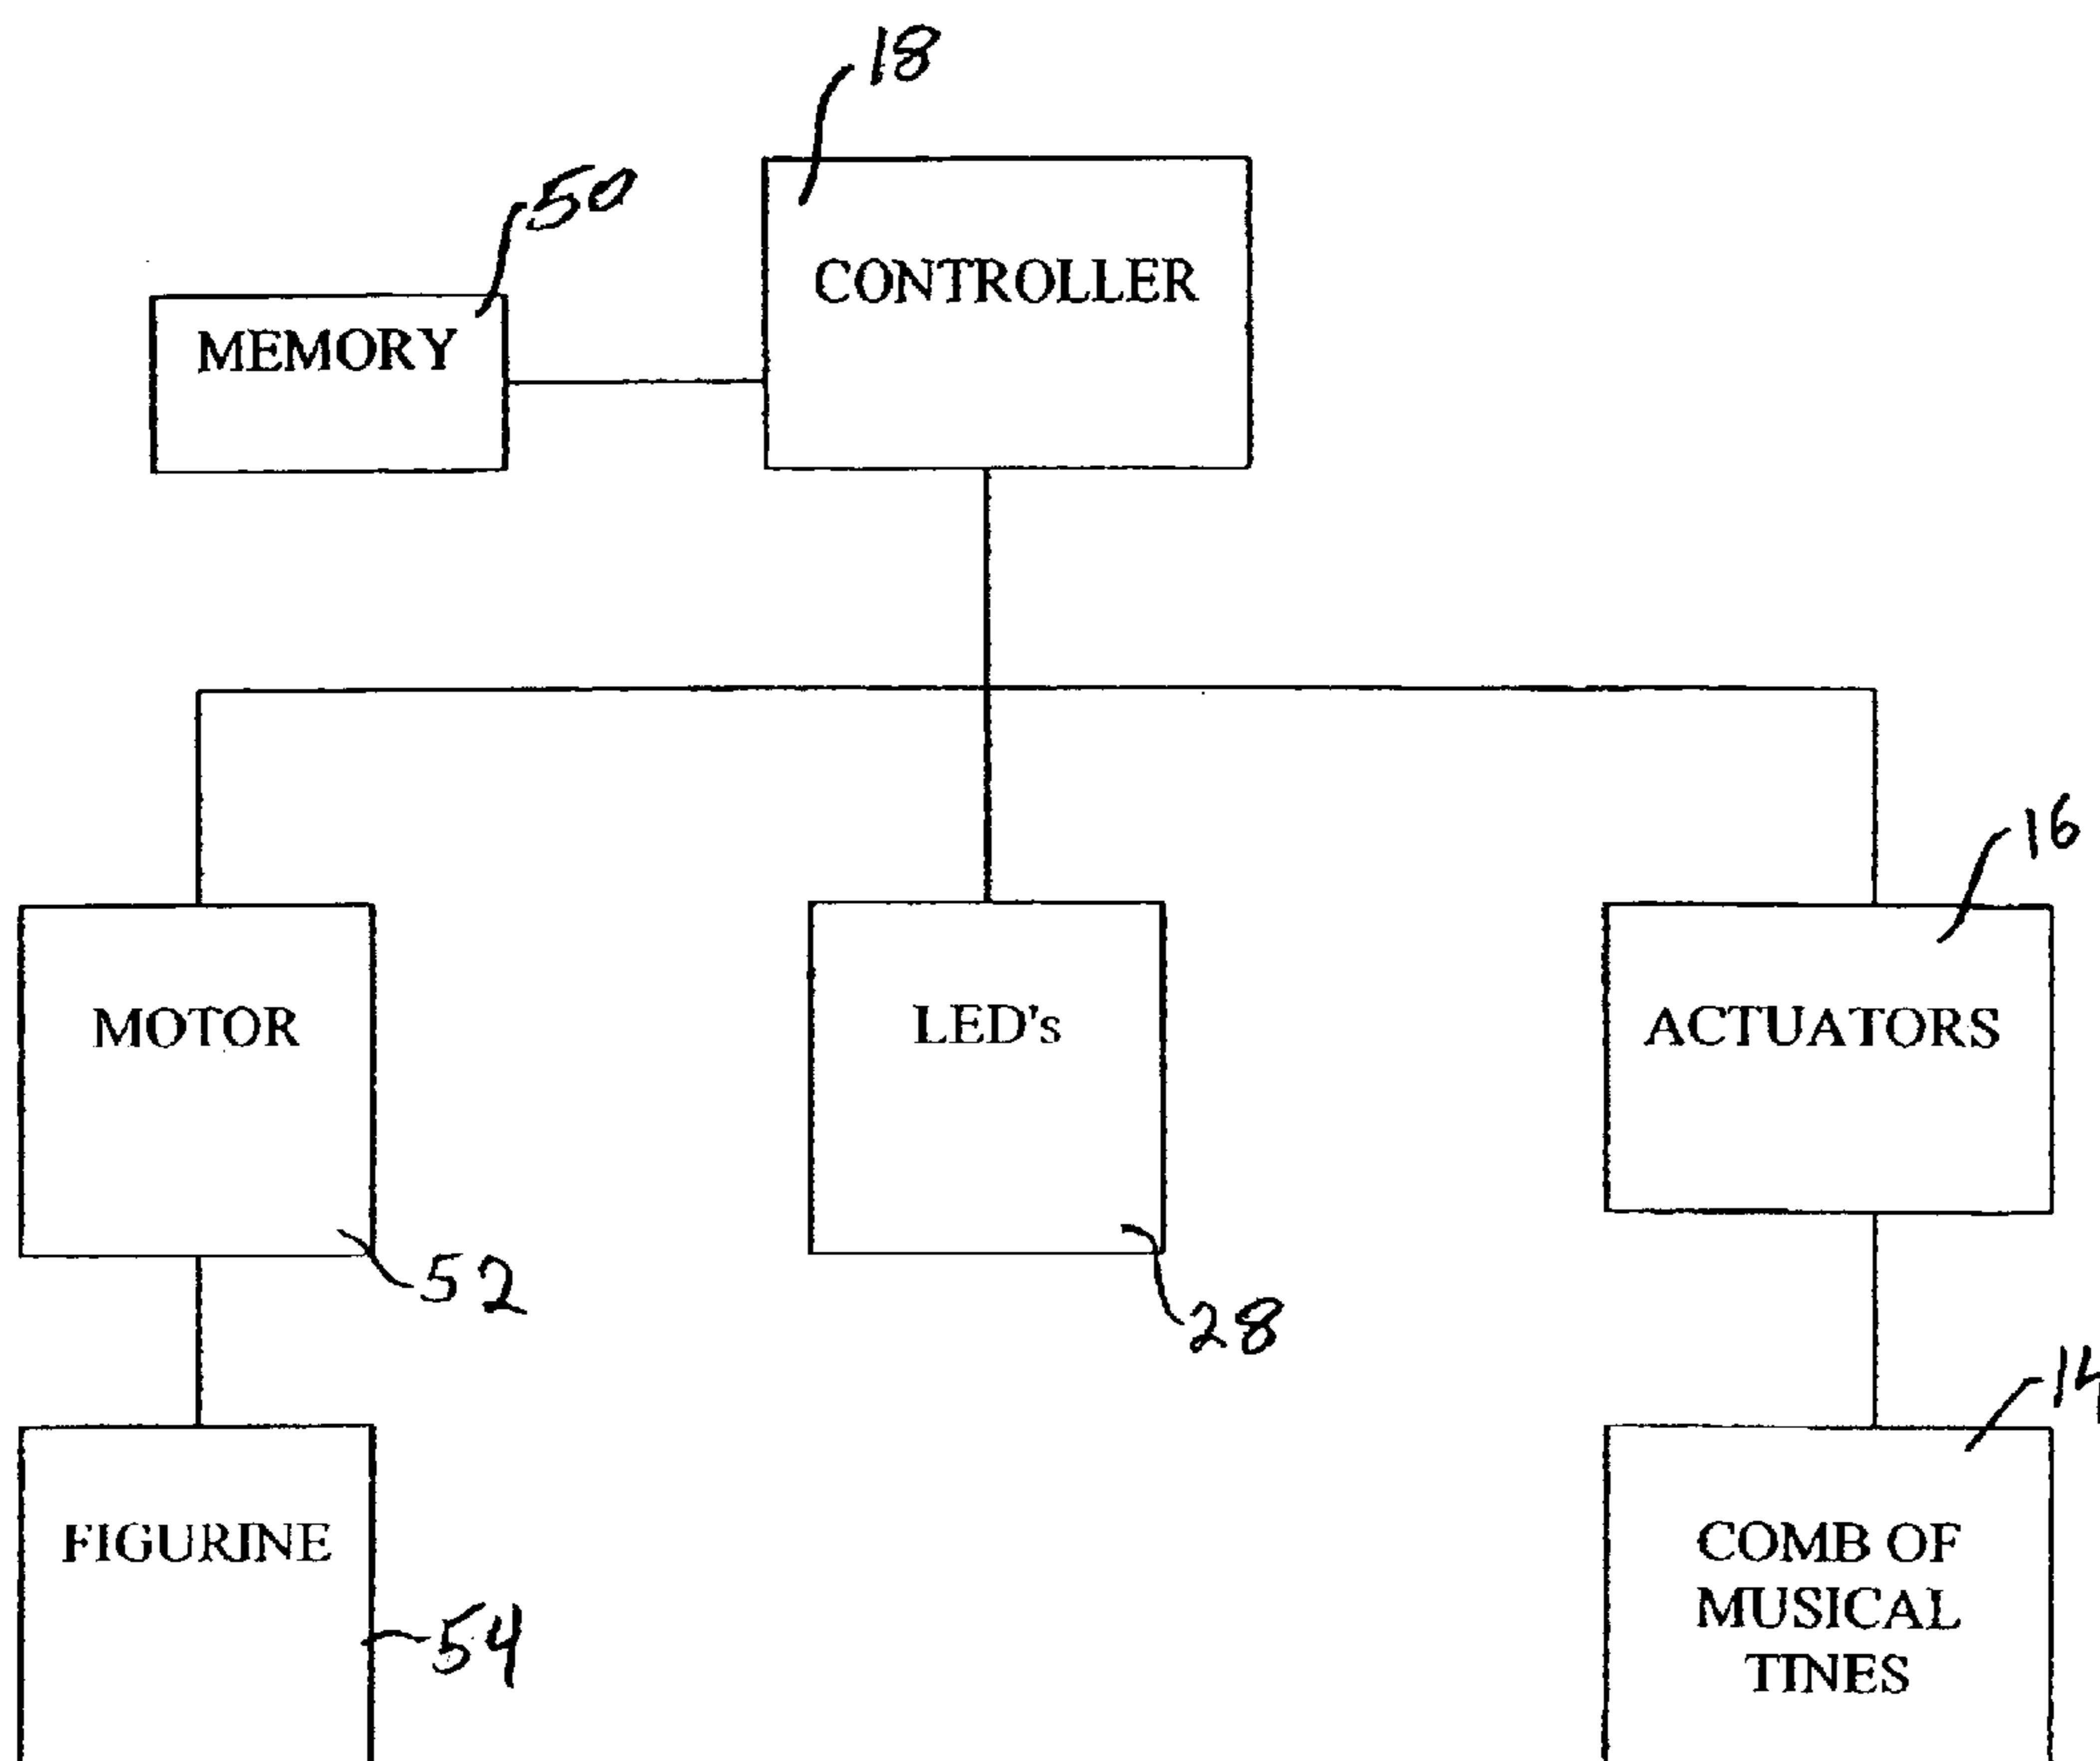 18
50
CONTROLLER
MEMORY
16
MOTOR
LED's
ACTUATORS
52
28
14
FIGURINE
COMB OF
MUSICAL
TINES
54